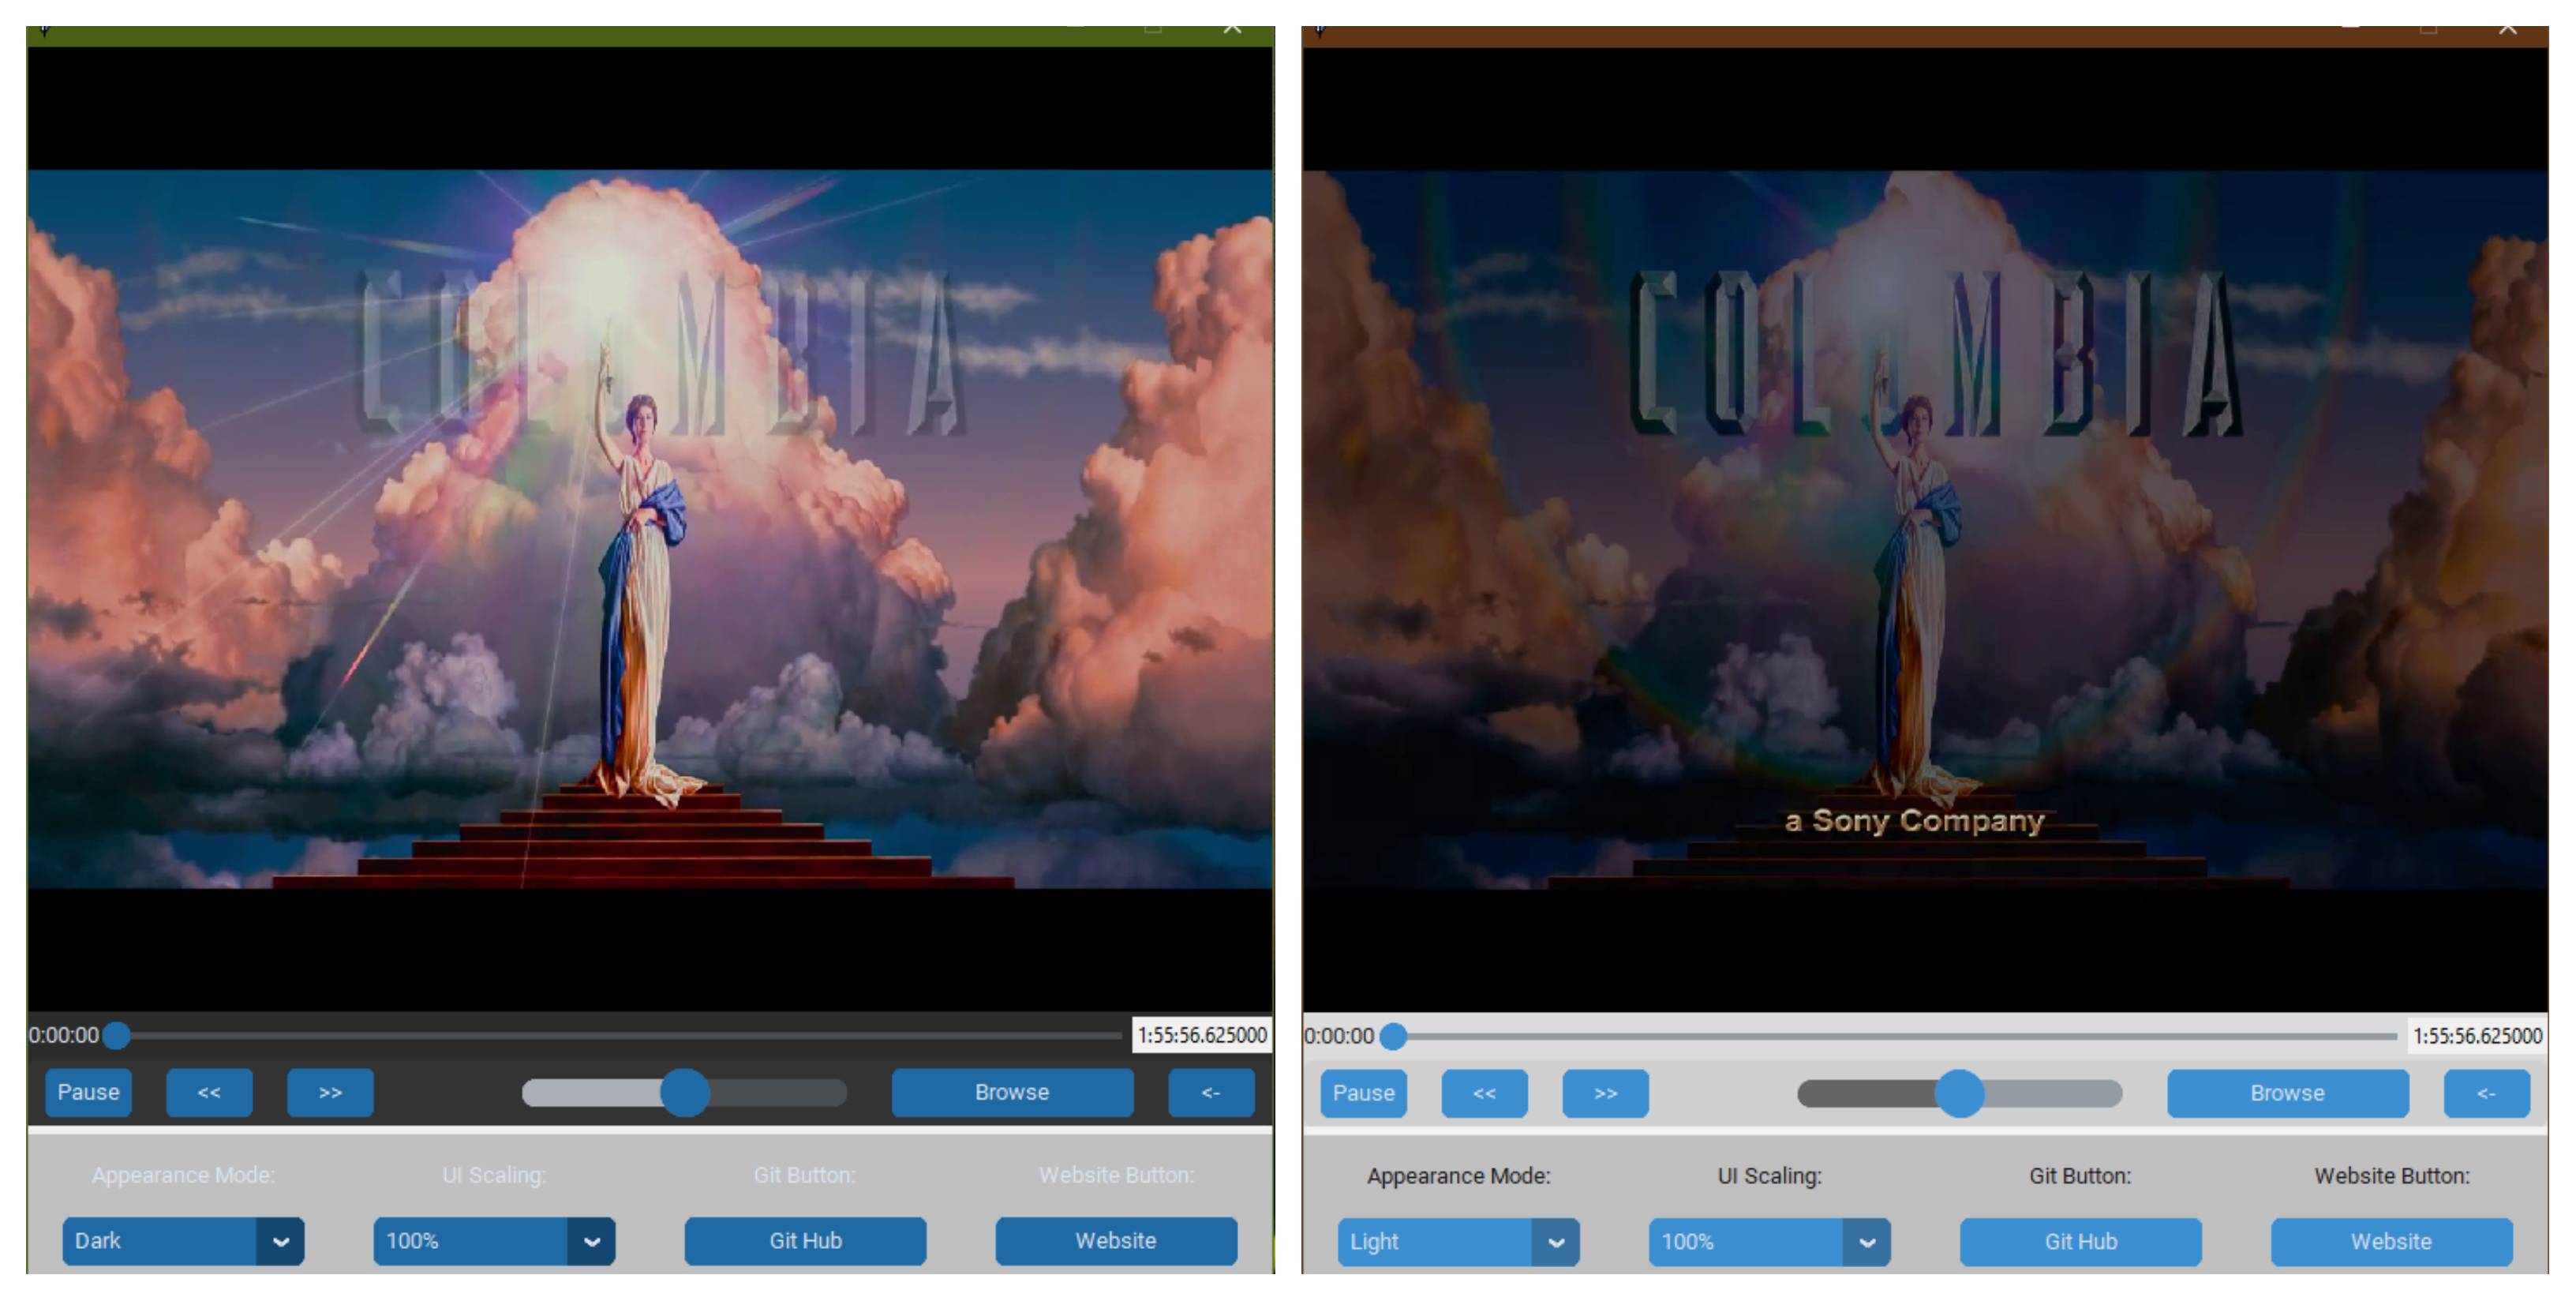 COLUMBIA
0:00:00 1:55:56.625000
Pause << >> Browse <-
Appearance Mode: UI Scaling: Git Button: Website Button:
Dark 100% Git Hub Website
COLUMBIA
a Sony Company
0:00:00 1:55:56.625000
Pause << >> Browse <-
Appearance Mode: UI Scaling: Git Button: Website Button:
Light 100% Git Hub Website